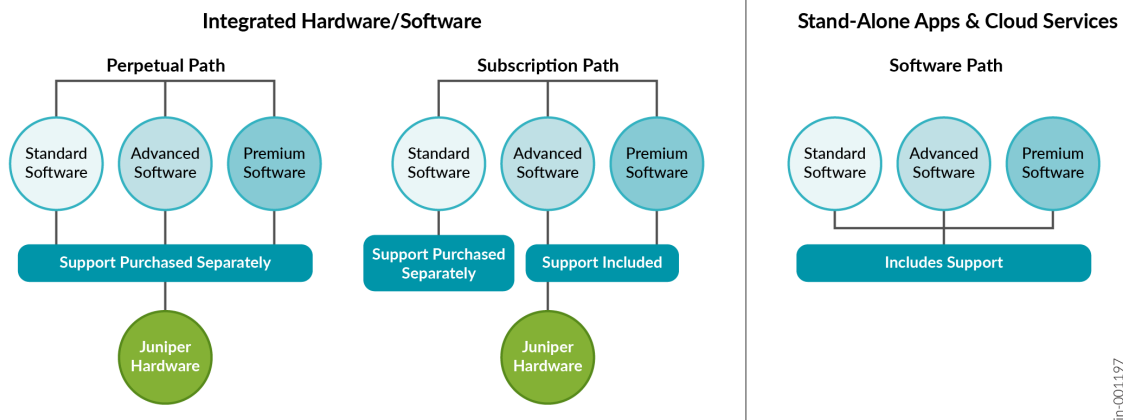 Integrated Hardware/Software
Perpetual Path
Standard
Software
Advanced
Software
Premium
Software
Support Purchased Separately
Juniper
Hardware
Subscription Path
Standard
Software
Advanced
Software
Premium
Software
Support Purchased
Separately
Support Included
Juniper
Hardware
Stand-Alone Apps & Cloud Services
Software Path
Standard
Software
Advanced
Software
Premium
Software
Includes Support
in-001197